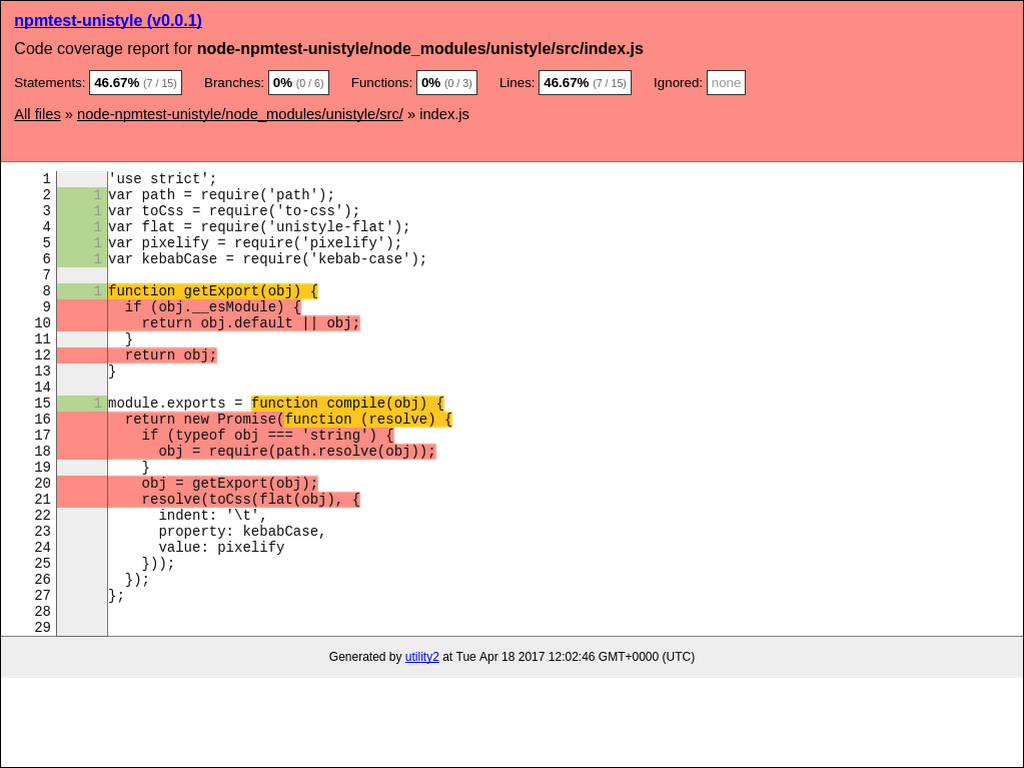 npmtest-unistyle (v0.0.1)
Code coverage report for node-npmtest-unistyle/node_modules/unistyle/src/index.js
Statements: 46.67% (7 / 15) Branches: 0% (0 / 6) Functions: 0% (0 / 3) Lines: 46.67% (7 / 15) Ignored: none
All files » node-npmtest-unistyle/node_modules/unistyle/src/ » index.js
1 'use strict';
2 1 var path = require('path');
3 1 var toCss = require('to-css');
4 1 var flat = require('unistyle-flat');
5 1 var pixelify = require('pixelify');
6 1 var kebabCase = require('kebab-case');
7
8 1 function getExport(obj) {
9   if (obj.__esModule) {
10     return obj.default || obj;
11   }
12   return obj;
13 }
14
15 1 module.exports = function compile(obj) {
16   return new Promise(function (resolve) {
17     if (typeof obj === 'string') {
18       obj = require(path.resolve(obj));
19     }
20     obj = getExport(obj);
21     resolve(toCss(flat(obj), {
22       indent: '\t',
23       property: kebabCase,
24       value: pixelify
25     }));
26   });
27 };
28
29
Generated by utility2 at Tue Apr 18 2017 12:02:46 GMT+0000 (UTC)